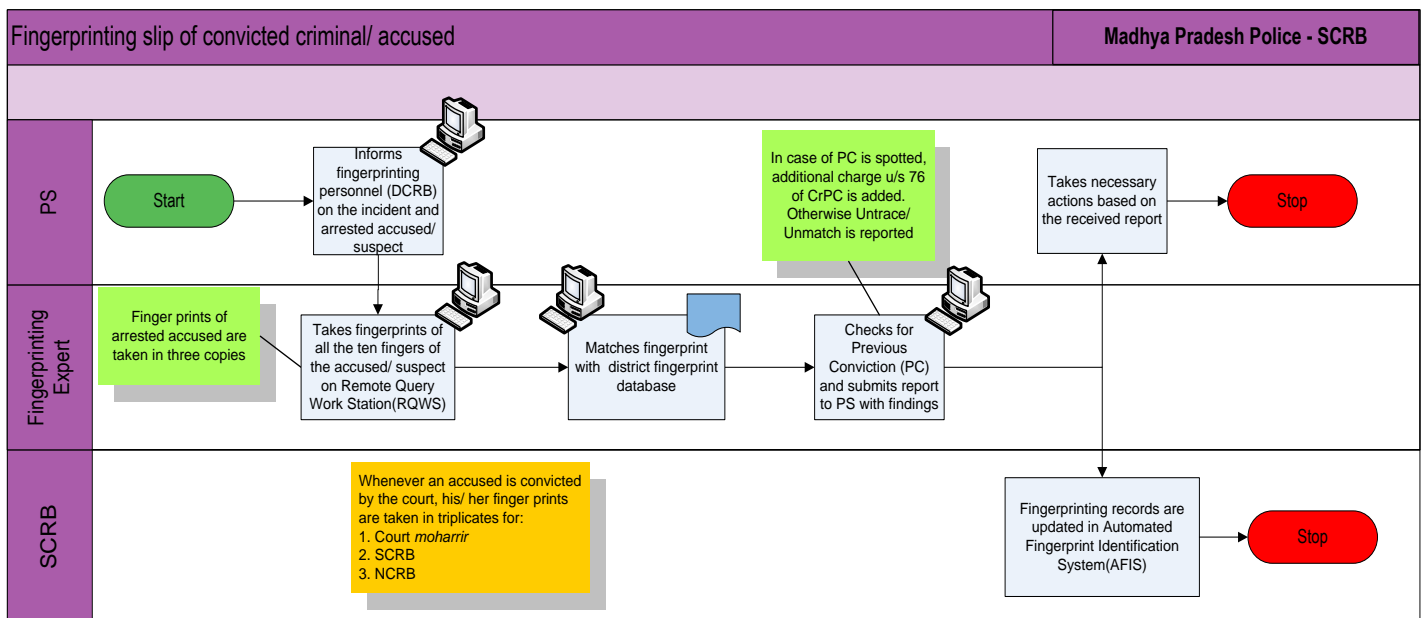 Fingerprinting slip of convicted criminal/ accused
Madhya Pradesh Police - SCRB
PS
Start
Informs
fingerprinting
personnel (DCRB)
on the incident and
arrested accused/
suspect
In case of PC is spotted,
additional charge u/s 76
of CrPC is added.
Otherwise Untrace/
Unmatch is reported
Takes necessary
actions based on
the received report
Stop
Fingerprinting
Expert
Finger prints of
arrested accused are
taken in three copies
Takes fingerprints of
all the ten fingers of
the accused/ suspect
on Remote Query
Work Station(RQWS)
Matches fingerprint
with district fingerprint
database
Checks for
Previous
Conviction (PC)
and submits report
to PS with findings
SCRB
Whenever an accused is convicted
by the court, his/ her finger prints
are taken in triplicates for:
1. Court moharrir
2. SCRB
3. NCRB
Fingerprinting records are
updated in Automated
Fingerprint Identification
System(AFIS)
Stop